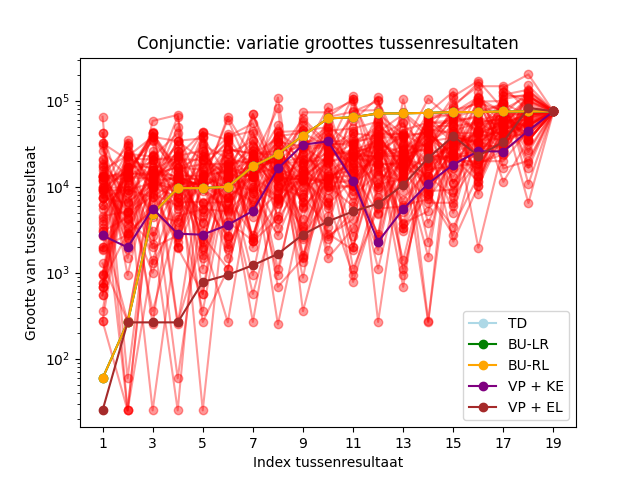 Conjunctie: variatie groottes tussenresultaten
Grootte van tussenresultaat
10^5
10^4
10^3
10^2
TD
BU-LR
BU-RL
VP + KE
VP + EL
1 3 5 7 9 11 13 15 17 19
Index tussenresultaat